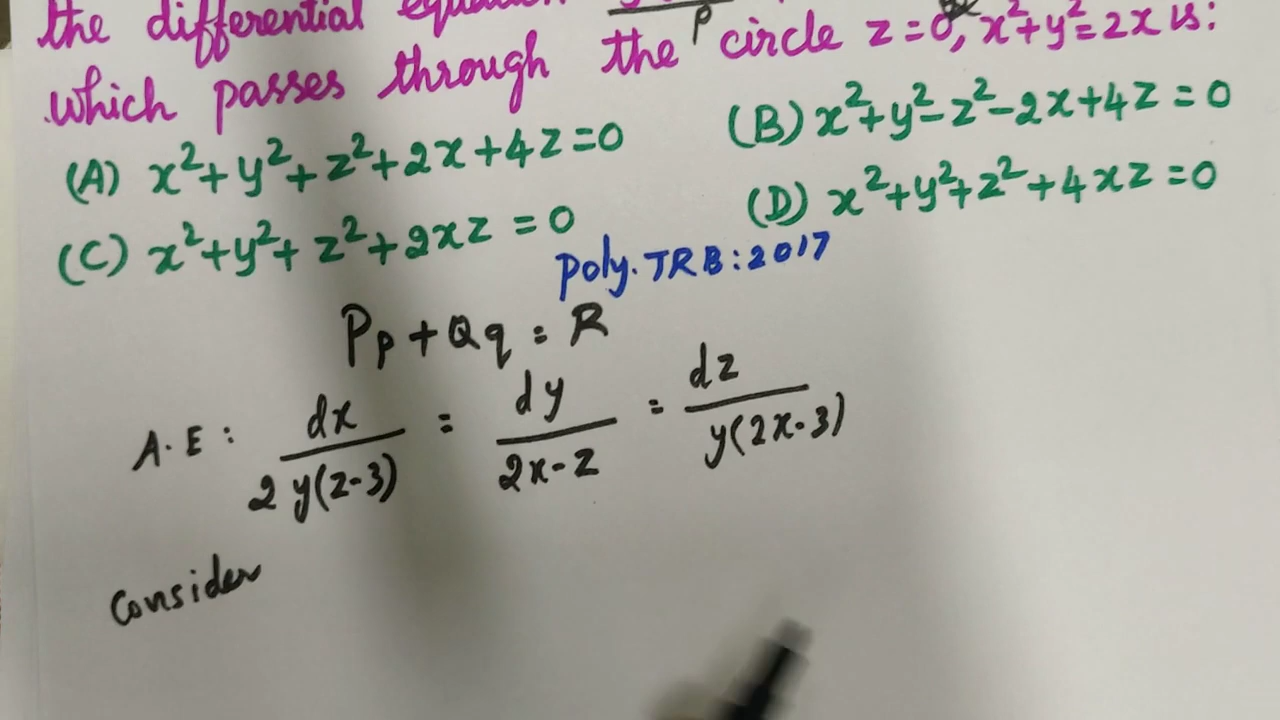 the differential equation
which passes through the circle z=0, x²+y²=2x is:
(A) x²+y²+z²+2x+4z=0 (B) x²+y²-z²-2x+4z=0
(C) x²+y²+z²+2xz=0 (D) x²+y²+z²+4xz=0
Poly.TRB:2017
Pp+Qq=R
A.E: dx/2y(z-3) = dy/2x-z = dz/y(2x-3)
Consider